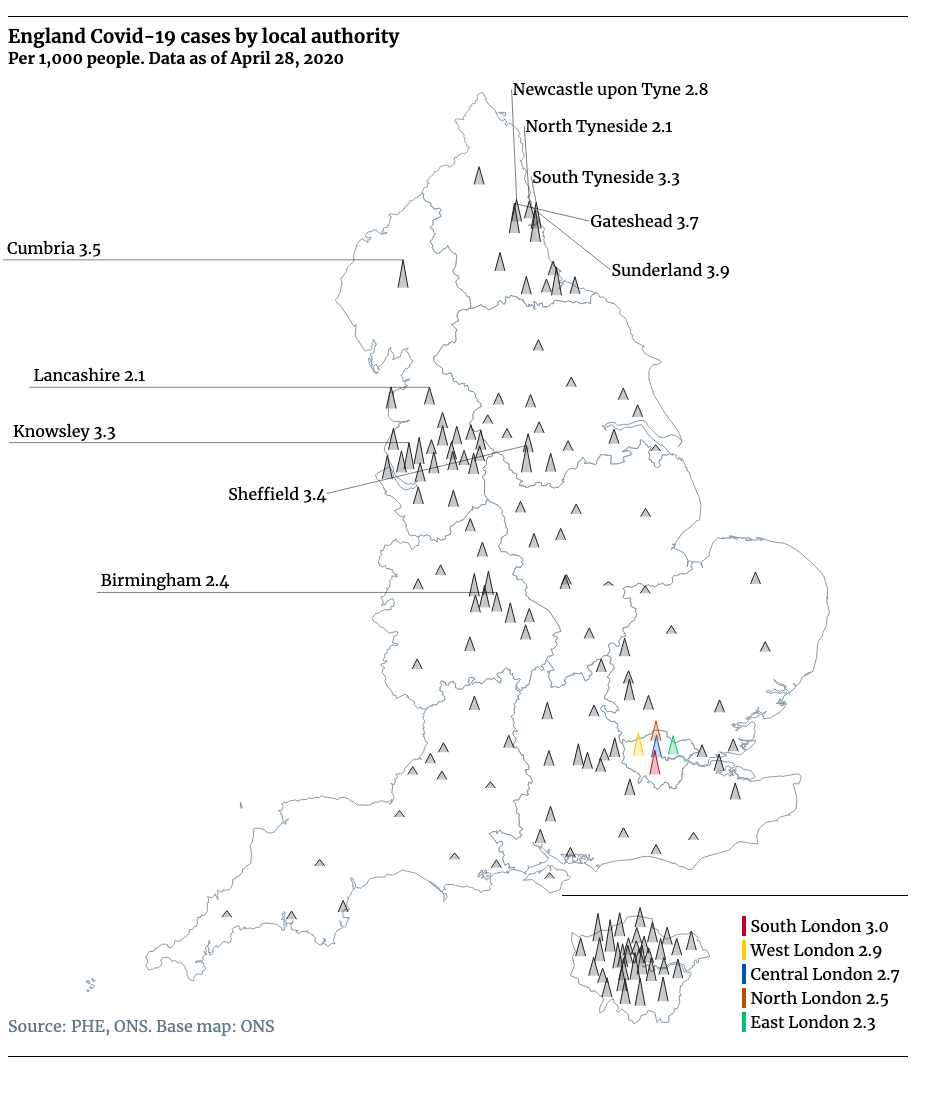 England Covid-19 cases by local authority
Per 1,000 people. Data as of April 28, 2020
Newcastle upon Tyne 2.8
North Tyneside 2.1
South Tyneside 3.3
Gateshead 3.7
Cumbria 3.5
Sunderland 3.9
Lancashire 2.1
Knowsley 3.3
Sheffield 3.4
Birmingham 2.4
South London 3.0
West London 2.9
Central London 2.7
North London 2.5
East London 2.3
Source: PHE, ONS. Base map: ONS